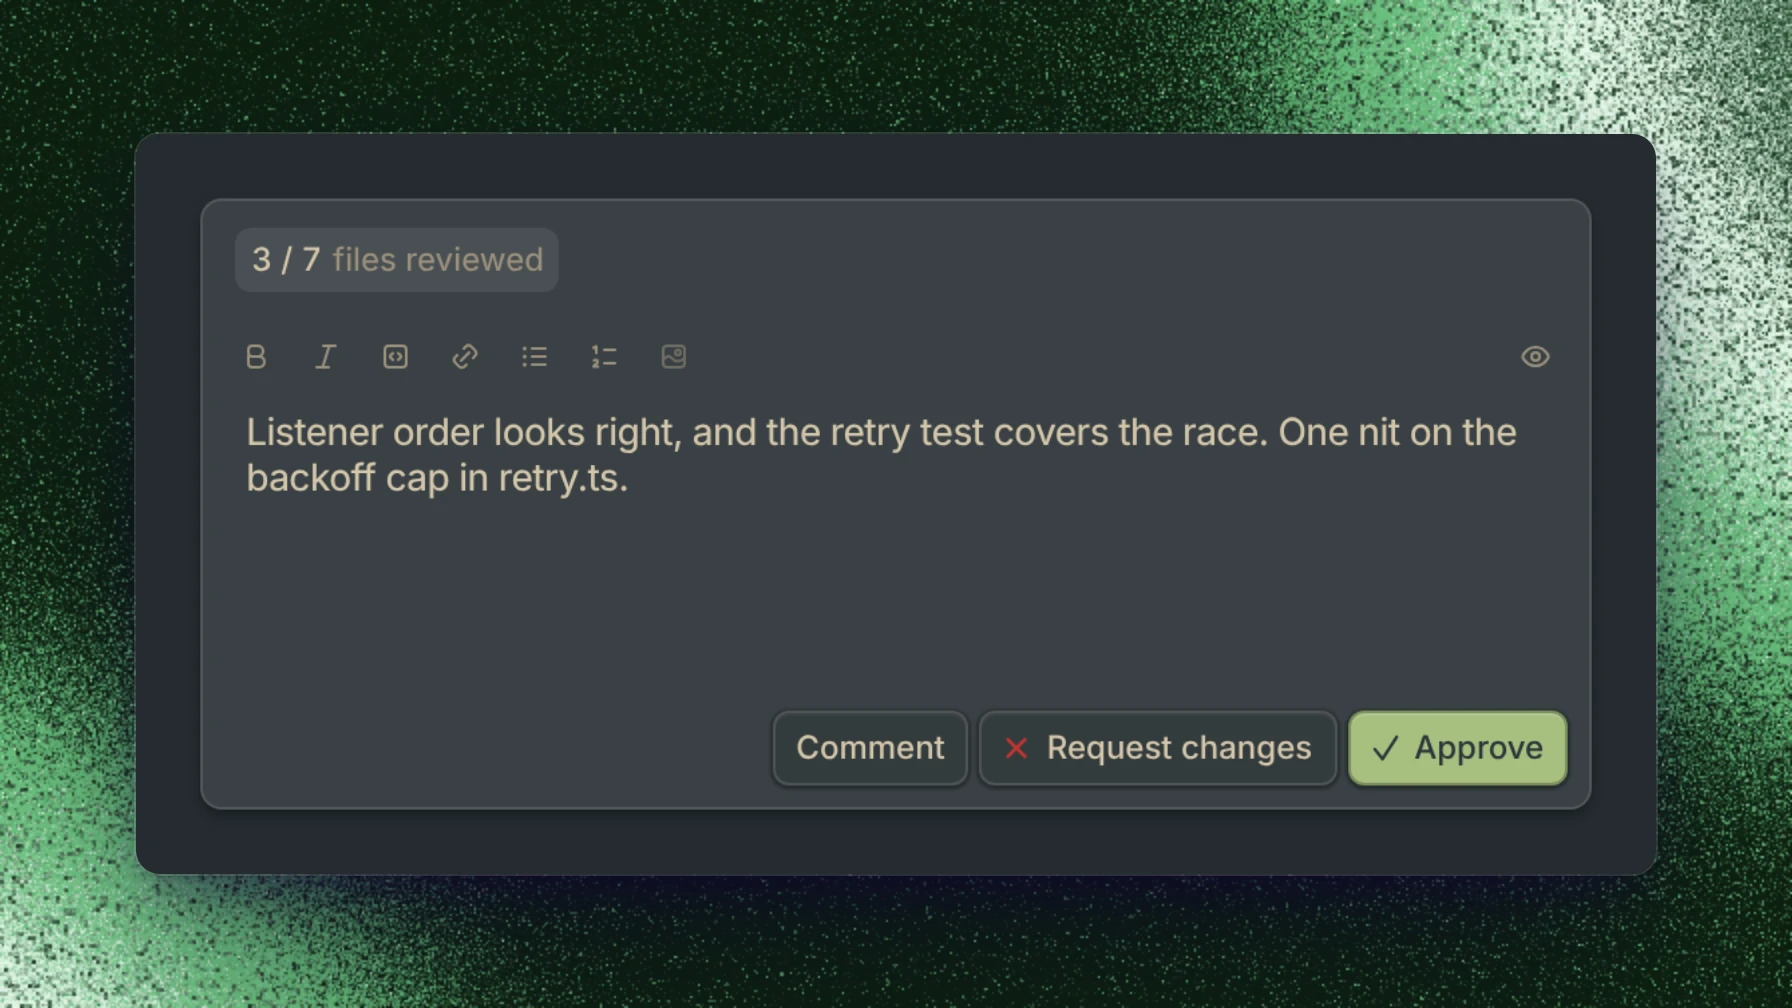 3 / 7 files reviewed
Listener order looks right, and the retry test covers the race. One nit on the
backoff cap in retry.ts.
Comment
Request changes
Approve